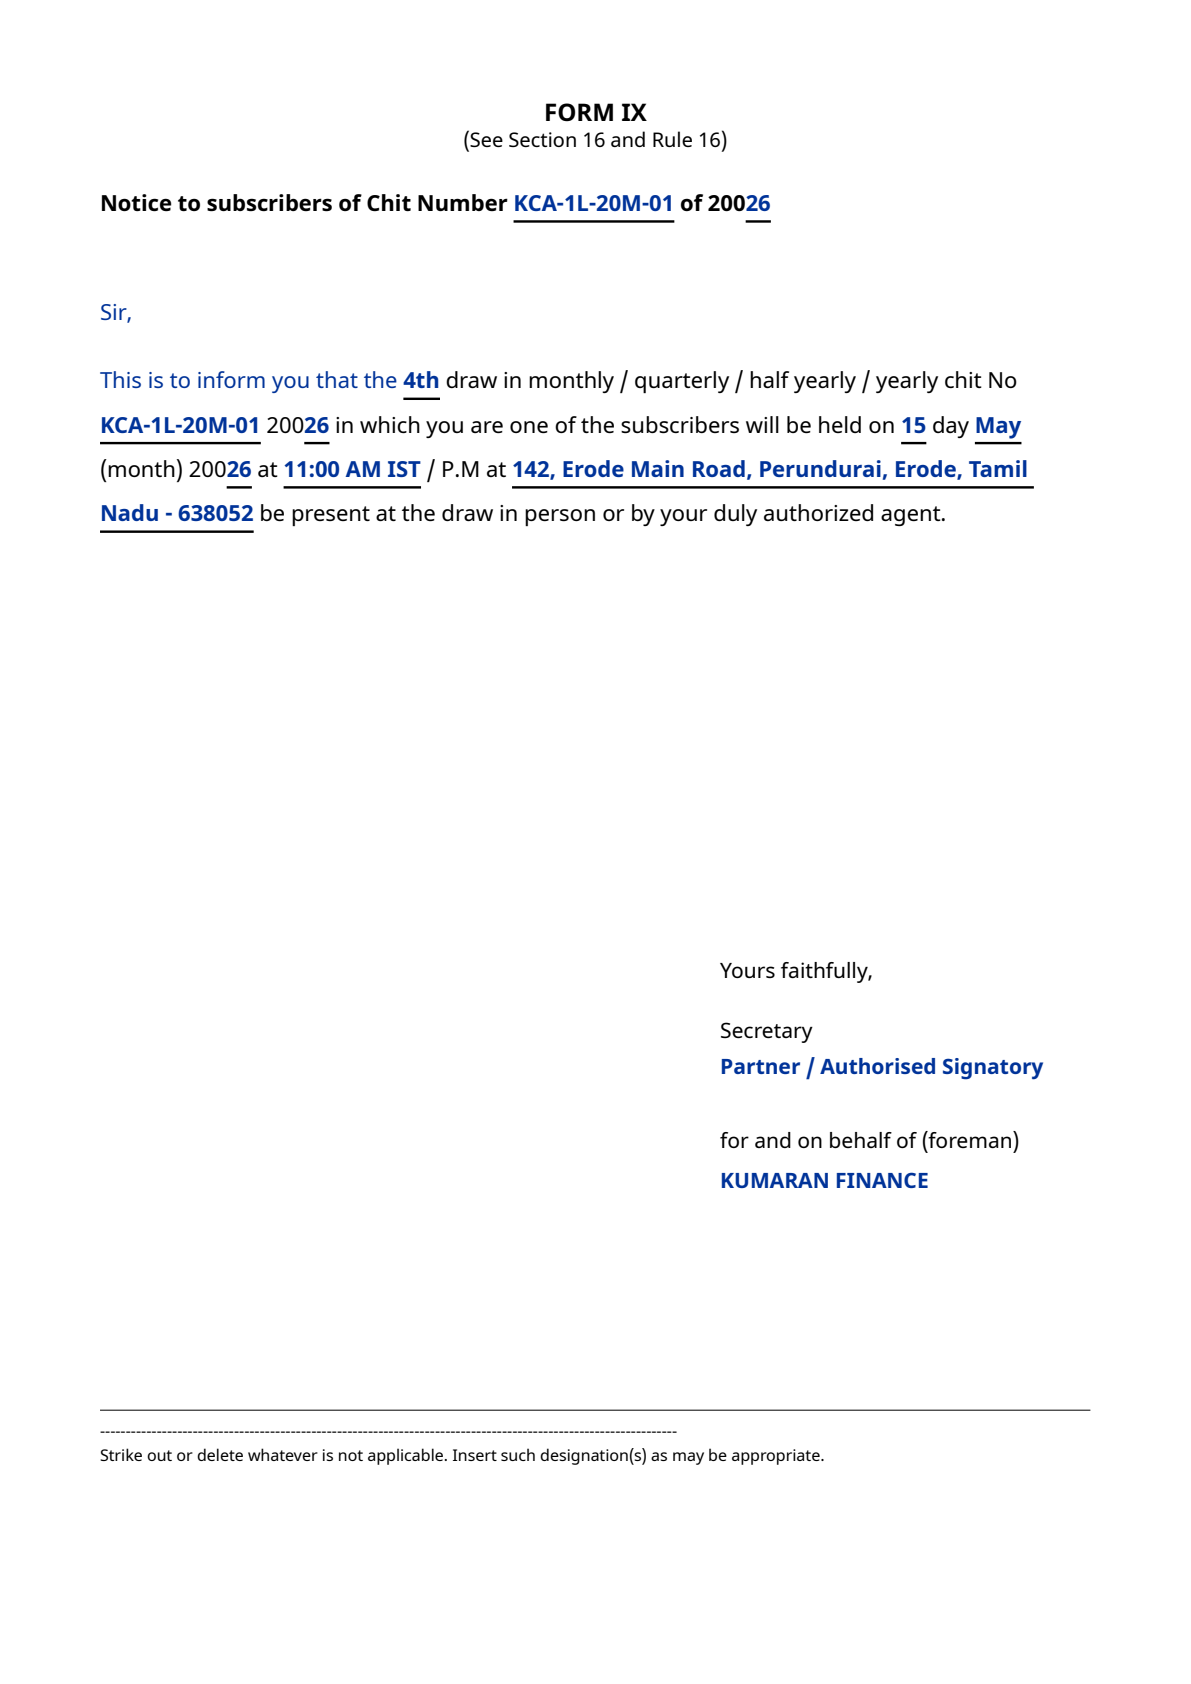 FORM IX
(See Section 16 and Rule 16)
Notice to subscribers of Chit Number KCA-1L-20M-01 of 20026
Sir,
This is to inform you that the 4th draw in monthly / quarterly / half yearly / yearly chit No
KCA-1L-20M-01 20026 in which you are one of the subscribers will be held on 15 day May
(month) 20026 at 11:00 AM IST / P.M at 142, Erode Main Road, Perundurai, Erode, Tamil
Nadu - 638052 be present at the draw in person or by your duly authorized agent.
Yours faithfully,
Secretary
Partner / Authorised Signatory
for and on behalf of (foreman)
KUMARAN FINANCE
----------------------------------------------------------------------------------------------------------------
Strike out or delete whatever is not applicable. Insert such designation(s) as may be appropriate.